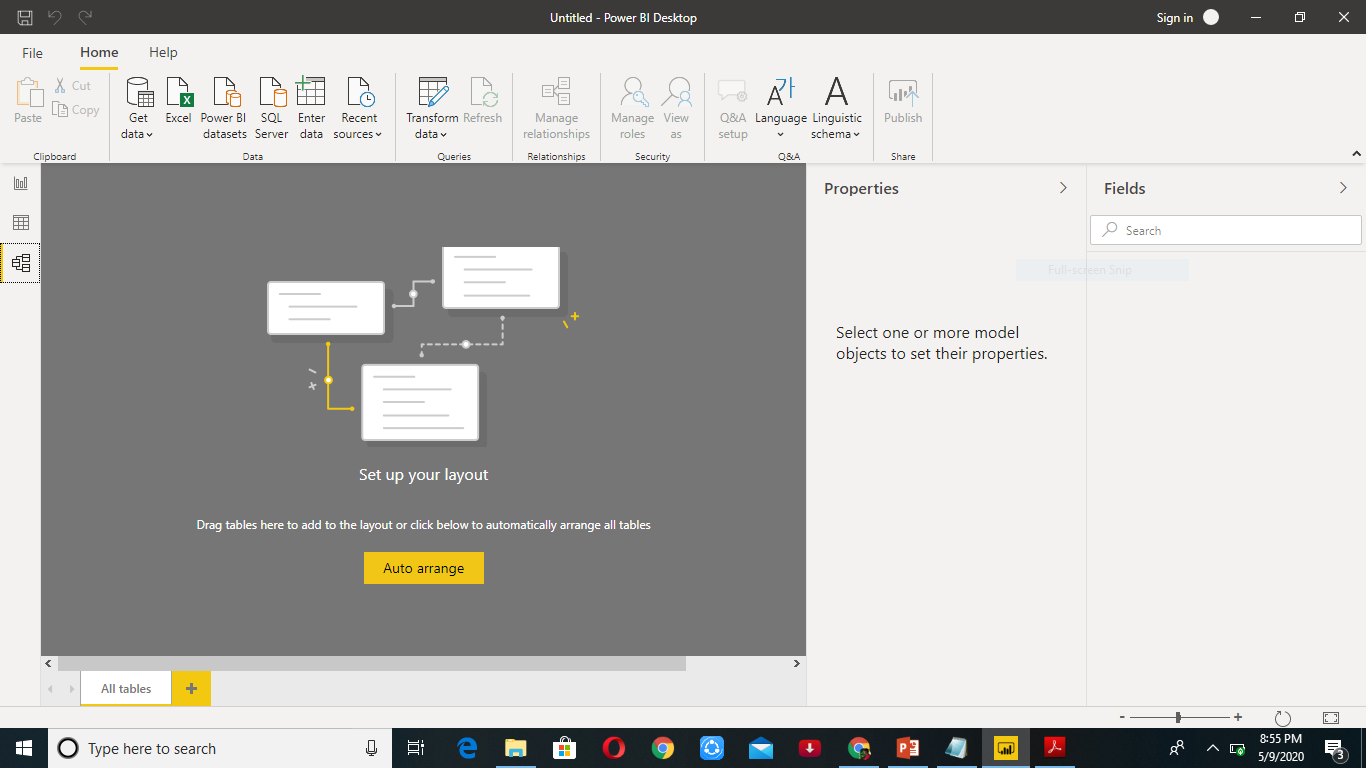 Untitled - Power BI Desktop
Sign in
File Home Help
Paste
Cut
Copy
Clipboard
Get data
Excel
Power BI datasets
SQL Server
Enter data
Recent sources
Data
Transform data
Refresh
Queries
Manage relationships
Relationships
Manage roles
View as
Security
Q&A setup
Language
Linguistic schema
Q&A
Publish
Share
Set up your layout
Drag tables here to add to the layout or click below to automatically arrange all tables
Auto arrange
Properties
Select one or more model
objects to set their properties.
Fields
Search
Full-screen Snip
All tables
Type here to search
8:55 PM
5/9/2020
3